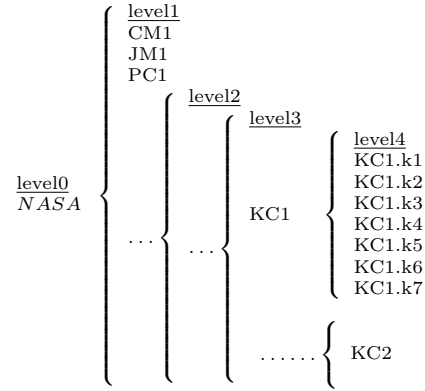 level0
NASA
level1
CM1
JM1
PC1
...
level2
...
level3
KC1
level4
KC1.k1
KC1.k2
KC1.k3
KC1.k4
KC1.k5
KC1.k6
KC1.k7
......
KC2